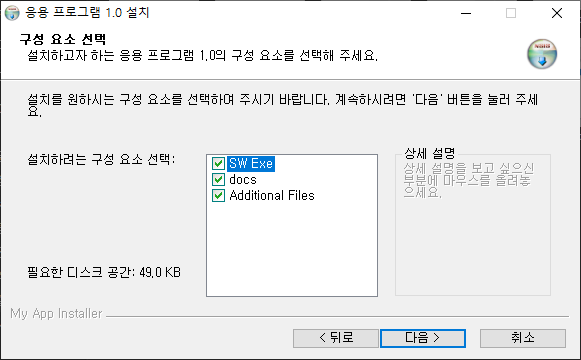 응용 프로그램 1.0 설치
구성 요소 선택
설치하고자 하는 응용 프로그램 1.0의 구성 요소를 선택해 주세요.
설치를 원하시는 구성 요소를 선택하여 주시기 바랍니다. 계속하시려면 '다음' 버튼을 눌러 주세
요.
설치하려는 구성 요소 선택:
SW Exe
docs
Additional Files
상세 설명
상세 설명을 보고 싶으신
부분에 마우스를 올려놓
으세요.
필요한 디스크 공간: 49.0 KB
My App Installer
< 뒤로
다음 >
취소